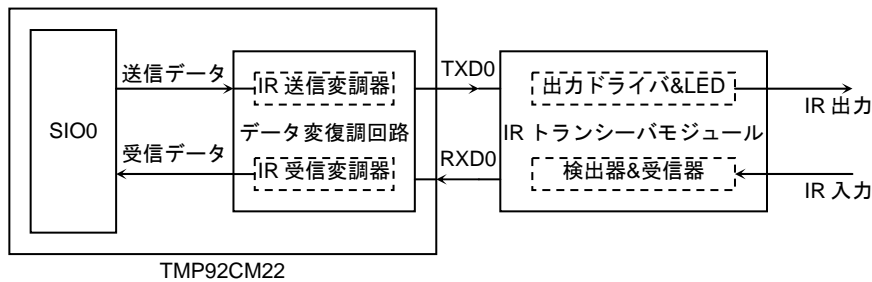 送信データ
TXD0
IR 送信変調器
出力ドライバ&LED
IR 出力
SIO0
データ変復調回路
IR トランシーバモジュール
受信データ
RXD0
IR 受信変調器
検出器&受信器
IR 入力
TMP92CM22